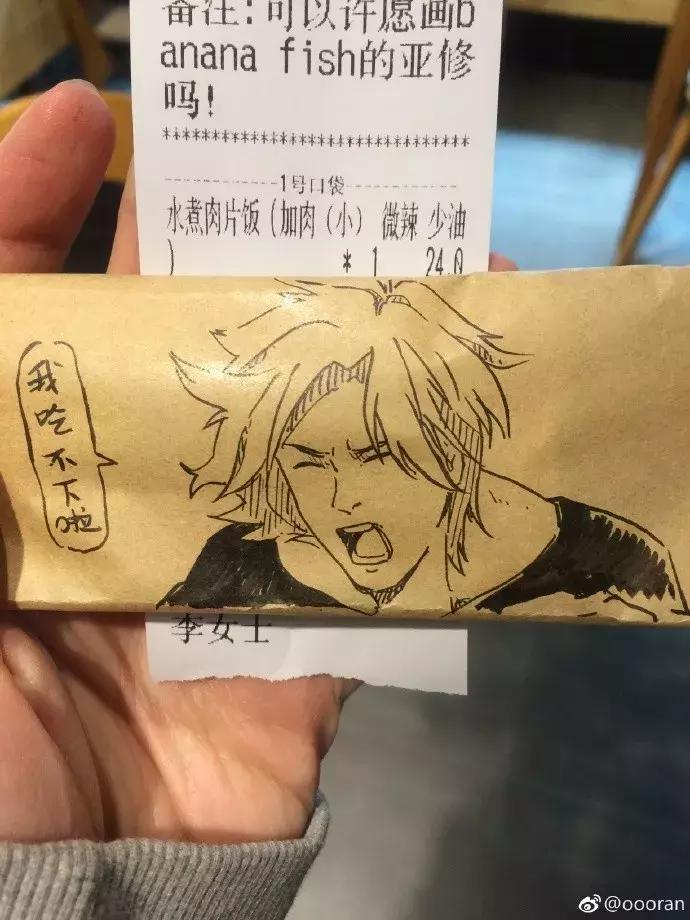 备注:可以许愿画b
anana fish的亚修
吗!
***********************************
-----------1号口袋-----------
水煮肉片饭（加肉（小） 微辣 少油
） * 1 24.0
我吃不下啦
李女士
@oooran